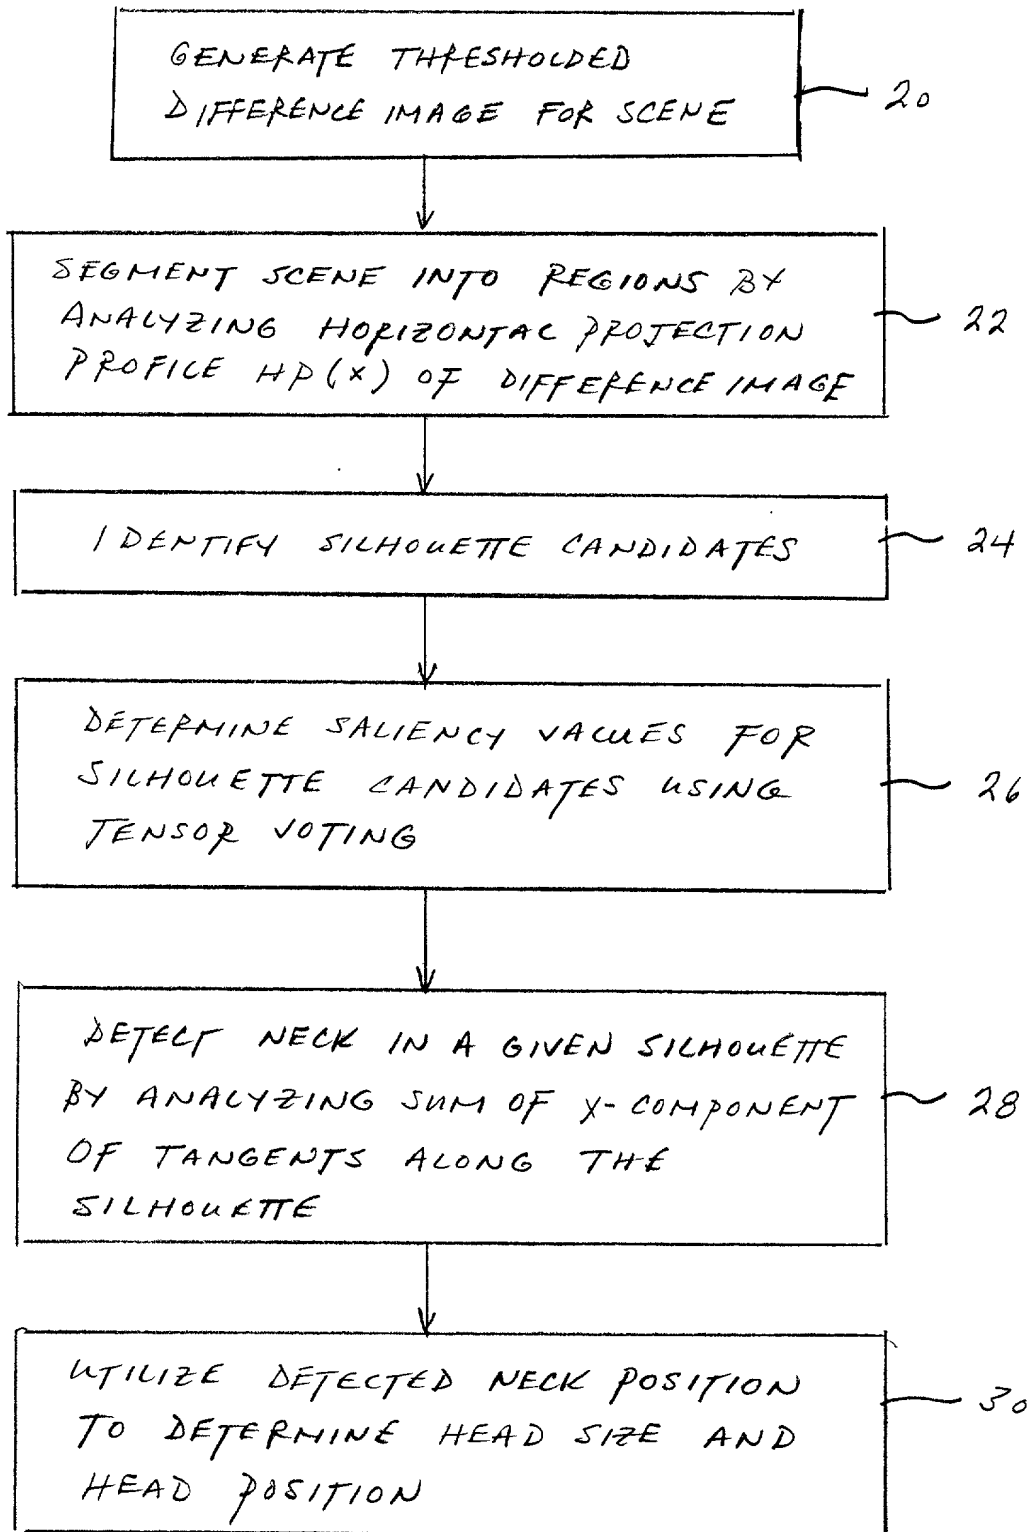 GENERATE THRESHOLDED
DIFFERENCE IMAGE FOR SCENE
20
SEGMENT SCENE INTO REGIONS BY
ANALYZING HORIZONTAL PROJECTION
PROFILE HP(X) OF DIFFERENCE IMAGE
22
IDENTIFY SILHOUETTE CANDIDATES
24
DETERMINE SALIENCY VALUES FOR
SILHOUETTE CANDIDATES USING
TENSOR VOTING
26
DETECT NECK IN A GIVEN SILHOUETTE
BY ANALYZING SUM OF X-COMPONENT
OF TANGENTS ALONG THE
SILHOUETTE
28
UTILIZE DETECTED NECK POSITION
TO DETERMINE HEAD SIZE AND
HEAD POSITION
30